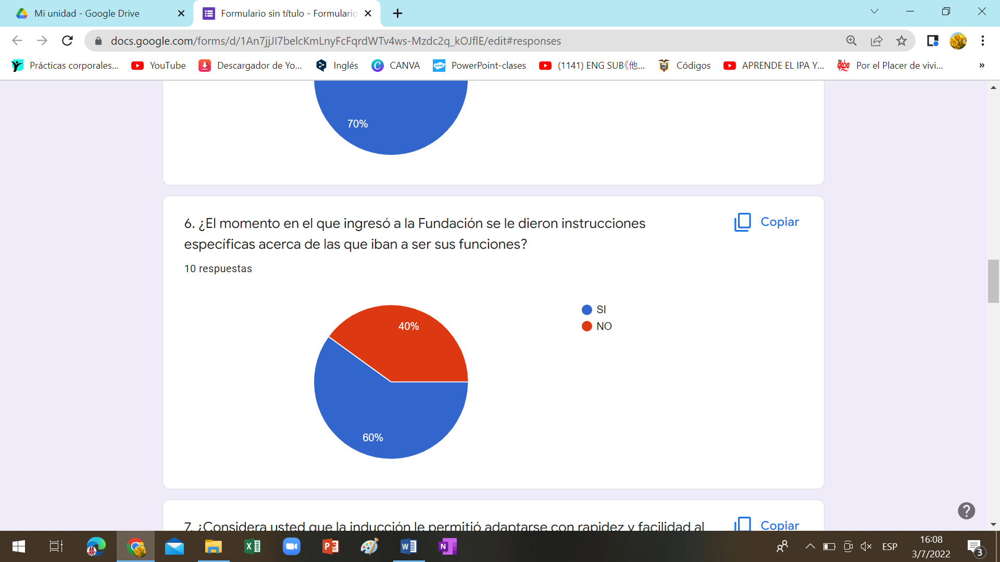 Mi unidad - Google Drive
Formulario sin título - Formulario
docs.google.com/forms/d/1An7jjJI7belcKmLnyFcFqrdWTv4ws-Mzdc2q_kOJflE/edit#responses
Prácticas corporales...
YouTube
Descargador de Yo...
Inglés
CANVA
PowerPoint-clases
(1141) ENG SUB《他...
Códigos
APRENDE EL IPA Y...
Por el Placer de vivi...
»
70%
6. ¿El momento en el que ingresó a la Fundación se le dieron instrucciones
específicas acerca de las que iban a ser sus funciones?
Copiar
10 respuestas
SI
NO
40%
60%
7. ¿Considera usted que la inducción le permitió adaptarse con rapidez y facilidad al
Copiar
ESP
16:08
3/7/2022
3